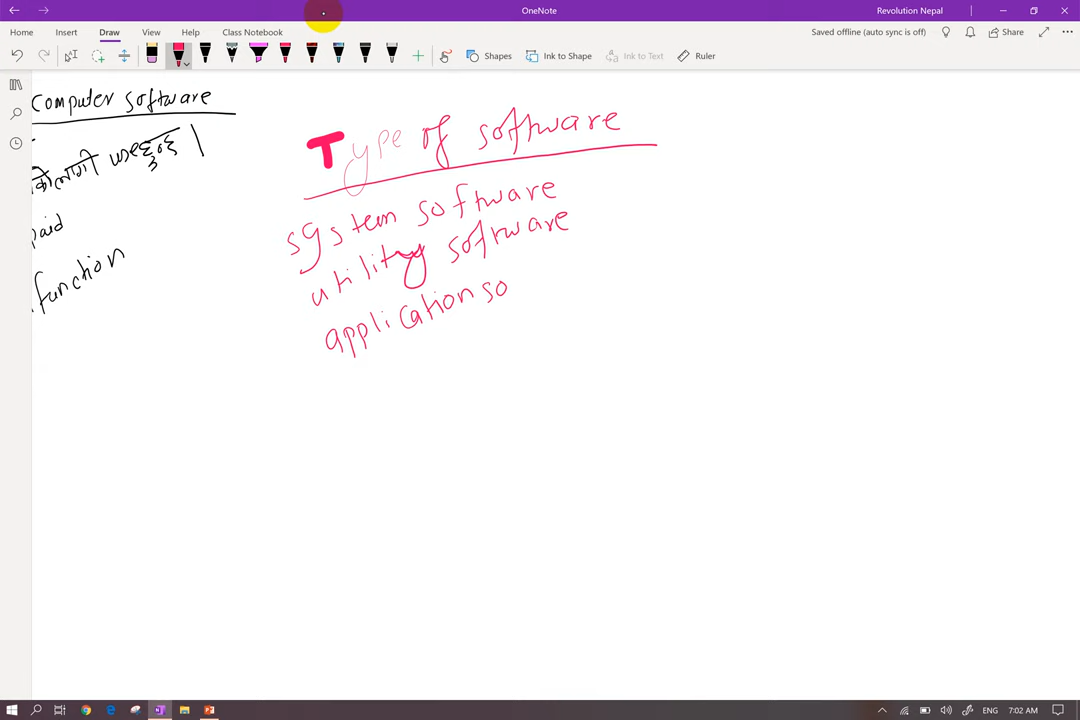 OneNote
Revolution Nepal
Home Insert Draw View Help Class Notebook
Saved offline (auto sync is off)
Share
Shapes
Ink to Shape
Ink to Text
Ruler
Computer software
paid
function
Type of software
system software
utility software
application so
ENG
7:02 AM